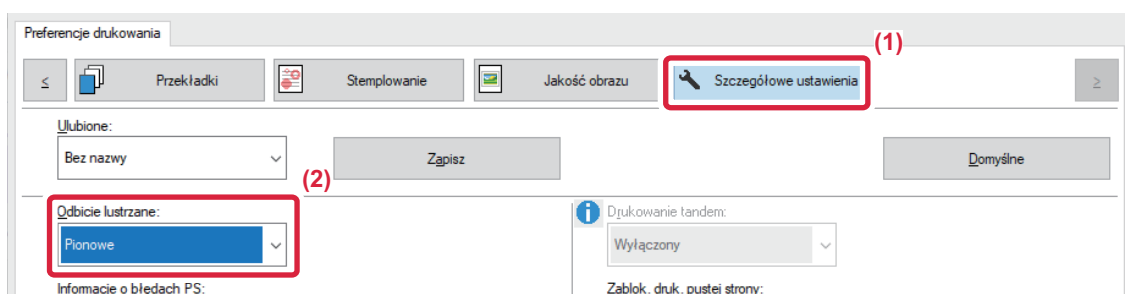 Preferencje drukowania
(1)
≤ Przekładki Stemplowanie Jakość obrazu Szczegółowe ustawienia ≥
Ulubione:
Bez nazwy Zapisz Domyślne
(2)
Odbicie lustrzane: Drukowanie tandem:
Pionowe Wyłączony
Informacje o błedach PS: Zablok. druk. pustej strony: